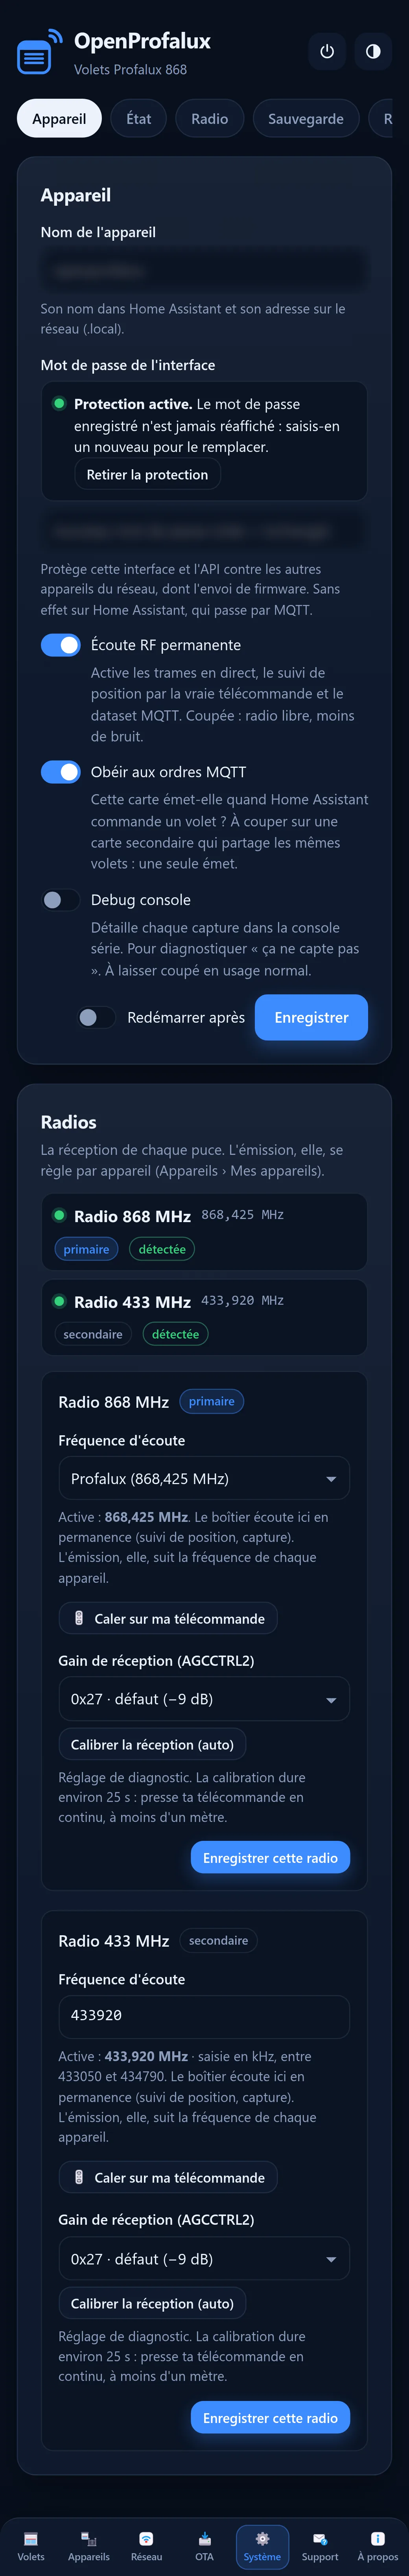 OpenProfalux
Volets Profalux 868
Appareil
État
Radio
Sauvegarde
R
Appareil
Nom de l'appareil
Son nom dans Home Assistant et son adresse sur le
réseau (.local).
Mot de passe de l'interface
Protection active. Le mot de passe
enregistré n'est jamais réaffiché : saisis-en
un nouveau pour le remplacer.
Retirer la protection
Protège cette interface et l'API contre les autres
appareils du réseau, dont l'envoi de firmware. Sans
effet sur Home Assistant, qui passe par MQTT.
Écoute RF permanente
Active les trames en direct, le suivi de
position par la vraie télécommande et le
dataset MQTT. Coupée : radio libre, moins
de bruit.
Obéir aux ordres MQTT
Cette carte émet-elle quand Home Assistant
commande un volet ? À couper sur une
carte secondaire qui partage les mêmes
volets : une seule émet.
Debug console
Détaille chaque capture dans la console
série. Pour diagnostiquer « ça ne capte pas
». À laisser coupé en usage normal.
Redémarrer après
Enregistrer
Radios
La réception de chaque puce. L'émission, elle, se
règle par appareil (Appareils › Mes appareils).
Radio 868 MHz 868,425 MHz
primaire
détectée
Radio 433 MHz 433,920 MHz
secondaire
détectée
Radio 868 MHz primaire
Fréquence d'écoute
Profalux (868,425 MHz)
Active : 868,425 MHz. Le boîtier écoute ici en
permanence (suivi de position, capture).
L'émission, elle, suit la fréquence de chaque
appareil.
Caler sur ma télécommande
Gain de réception (AGCCTRL2)
0x27 · défaut (−9 dB)
Calibrer la réception (auto)
Réglage de diagnostic. La calibration dure
environ 25 s : presse ta télécommande en
continu, à moins d'un mètre.
Enregistrer cette radio
Radio 433 MHz secondaire
Fréquence d'écoute
433920
Active : 433,920 MHz · saisie en kHz, entre
433050 et 434790. Le boîtier écoute ici en
permanence (suivi de position, capture).
L'émission, elle, suit la fréquence de chaque
appareil.
Caler sur ma télécommande
Gain de réception (AGCCTRL2)
0x27 · défaut (−9 dB)
Calibrer la réception (auto)
Réglage de diagnostic. La calibration dure
environ 25 s : presse ta télécommande en
continu, à moins d'un mètre.
Enregistrer cette radio
Volets
Appareils
Réseau
OTA
Système
Support
À propos